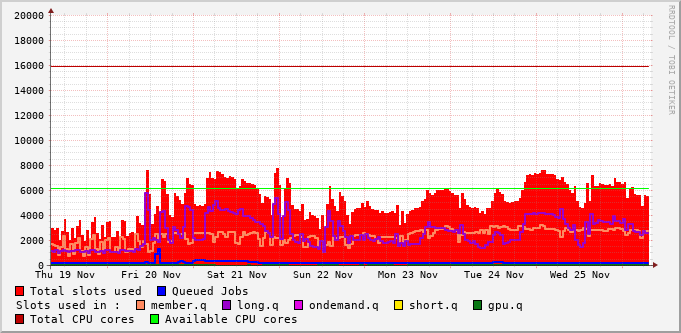 20000
18000
16000
14000
12000
10000
8000
6000
4000
2000
0
Thu 19 Nov Fri 20 Nov Sat 21 Nov Sun 22 Nov Mon 23 Nov Tue 24 Nov Wed 25 Nov
Total slots used Queued Jobs
Slots used in : member.q long.q ondemand.q short.q gpu.q
Total CPU cores Available CPU cores
RRDTOOL / TOBI OETIKER